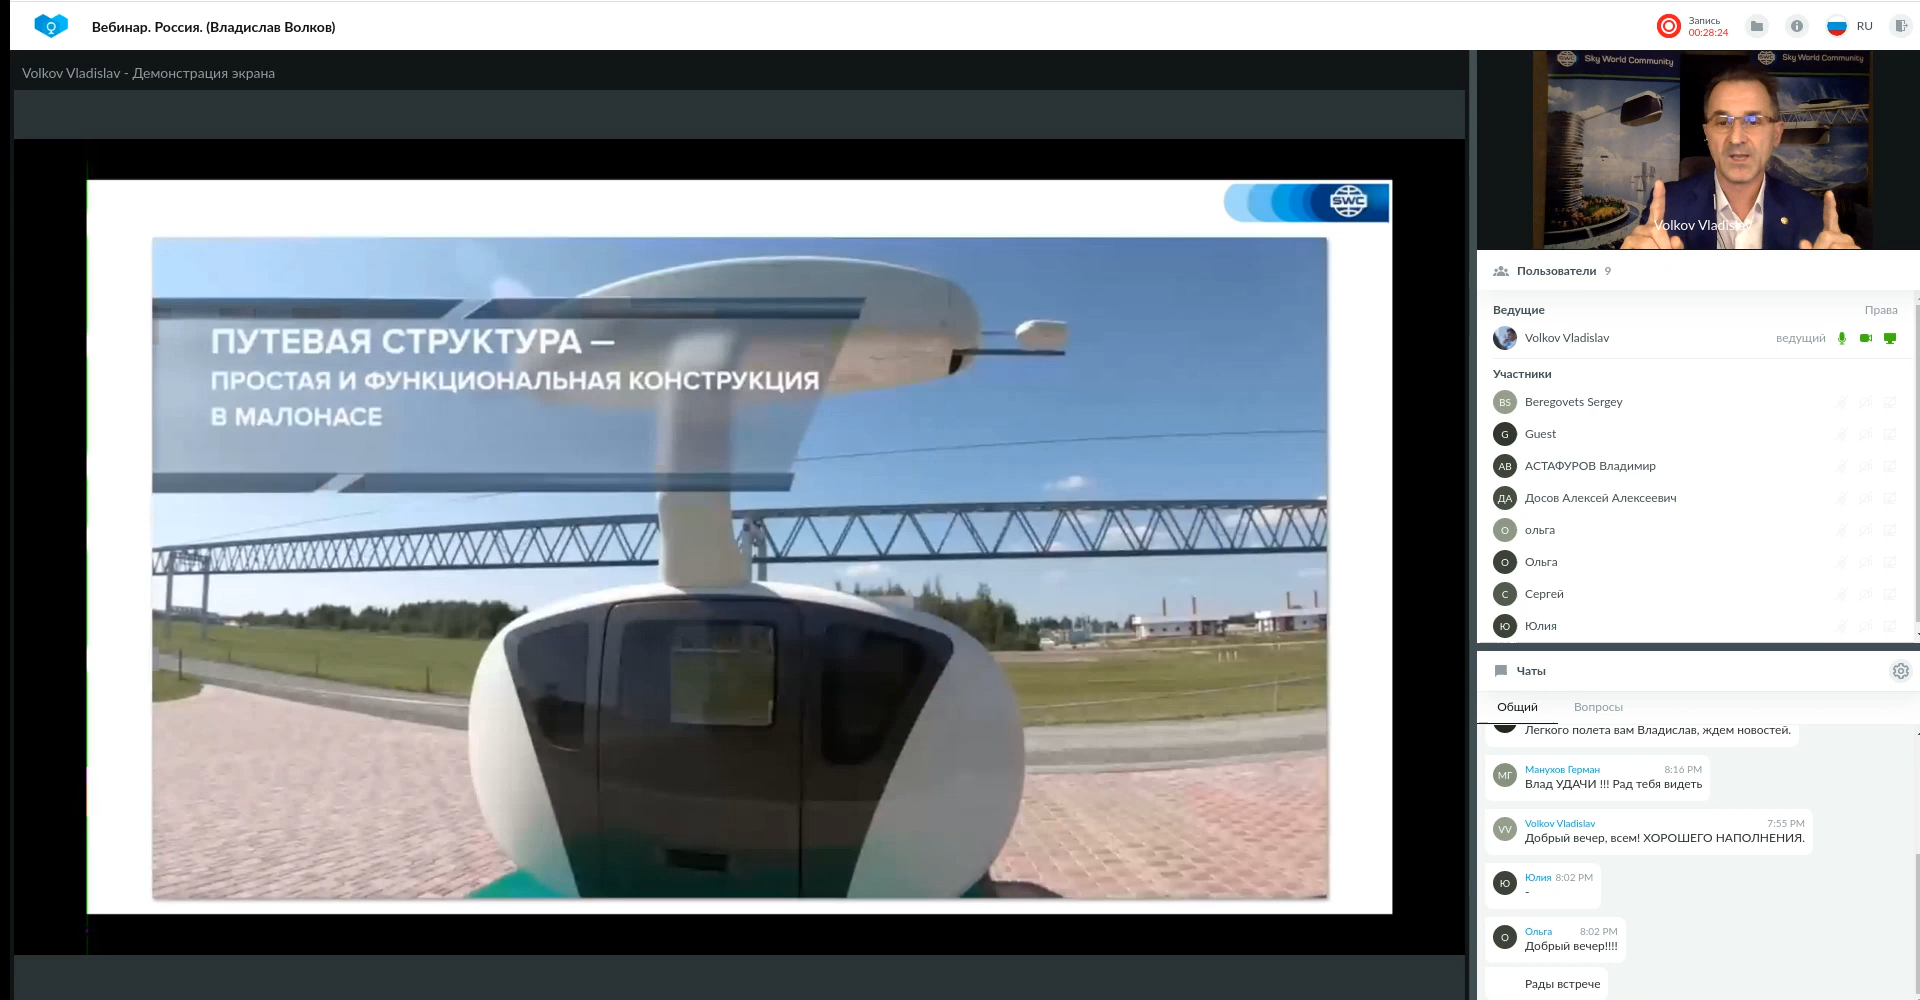 Вебинар. Россия. (Владислав Волков)
Запись
00:28:24
RU
Volkov Vladislav - Демонстрация экрана
SWC
ПУТЕВАЯ СТРУКТУРА —
ПРОСТАЯ И ФУНКЦИОНАЛЬНАЯ КОНСТРУКЦИЯ
В МАЛОНАСЕ
SWC Sky World Community
SWC Sky World Community
Volkov Vladislav
Пользователи 9
Ведущие Права
Volkov Vladislav ведущий
Участники
BS Beregovets Sergey
G Guest
АВ АСТАФУРОВ Владимир
ДА Досов Алексей Алексеевич
О ольга
О Ольга
С Сергей
Ю Юлия
Чаты
Общий Вопросы
Легкого полета вам Владислав, ждем новостей.
МГ Манухов Герман 8:16 PM
Влад УДАЧИ !!! Рад тебя видеть
VV Volkov Vladislav 7:55 PM
Добрый вечер, всем! ХОРОШЕГО НАПОЛНЕНИЯ.
Ю Юлия 8:02 PM
-
О Ольга 8:02 PM
Добрый вечер!!!!
Рады встрече